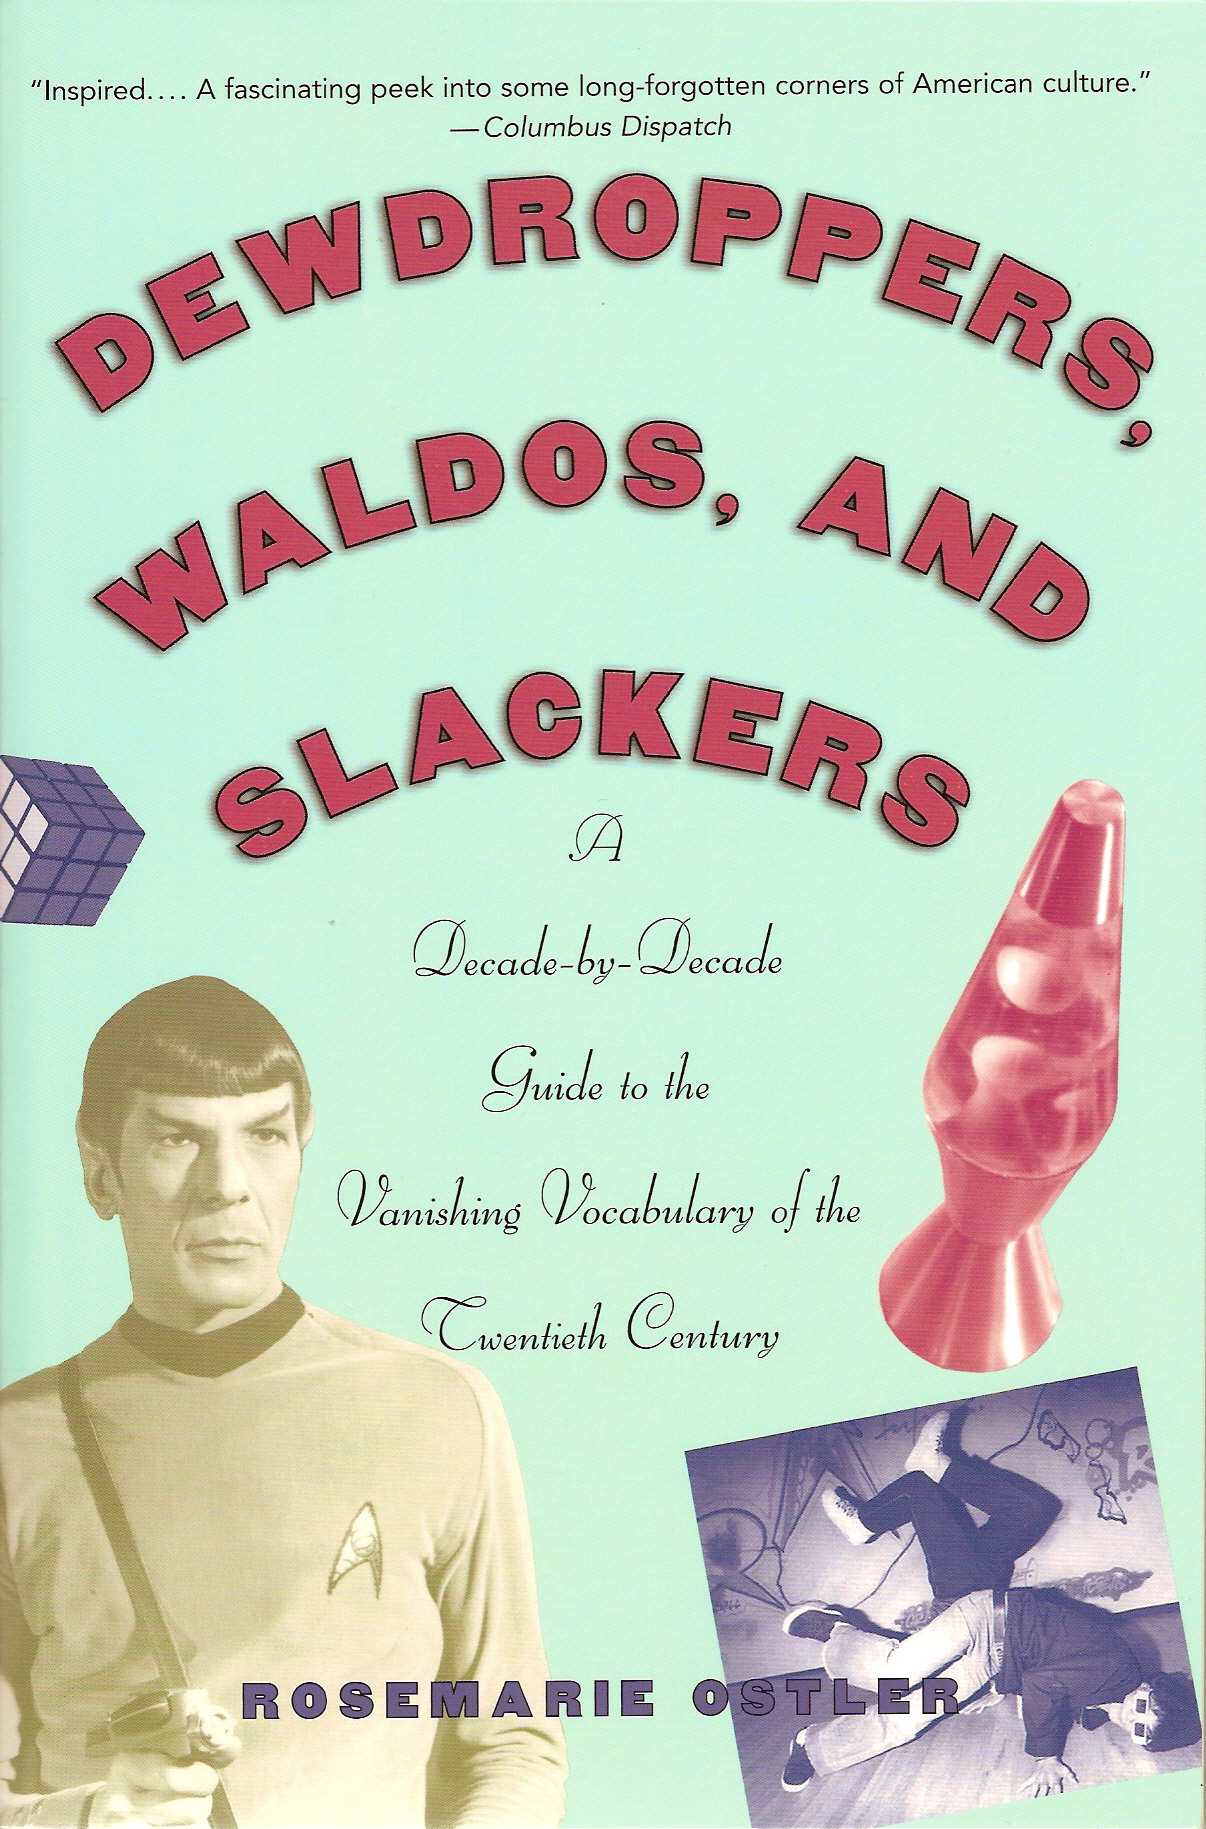 “Inspired.... A fascinating peek into some long-forgotten corners of American culture.”
—Columbus Dispatch
DEWDROPPERS,
WALDOS, AND
SLACKERS
A
Decade-by-Decade
Guide to the
Vanishing Vocabulary of the
Twentieth Century
ROSEMARIE OSTLER